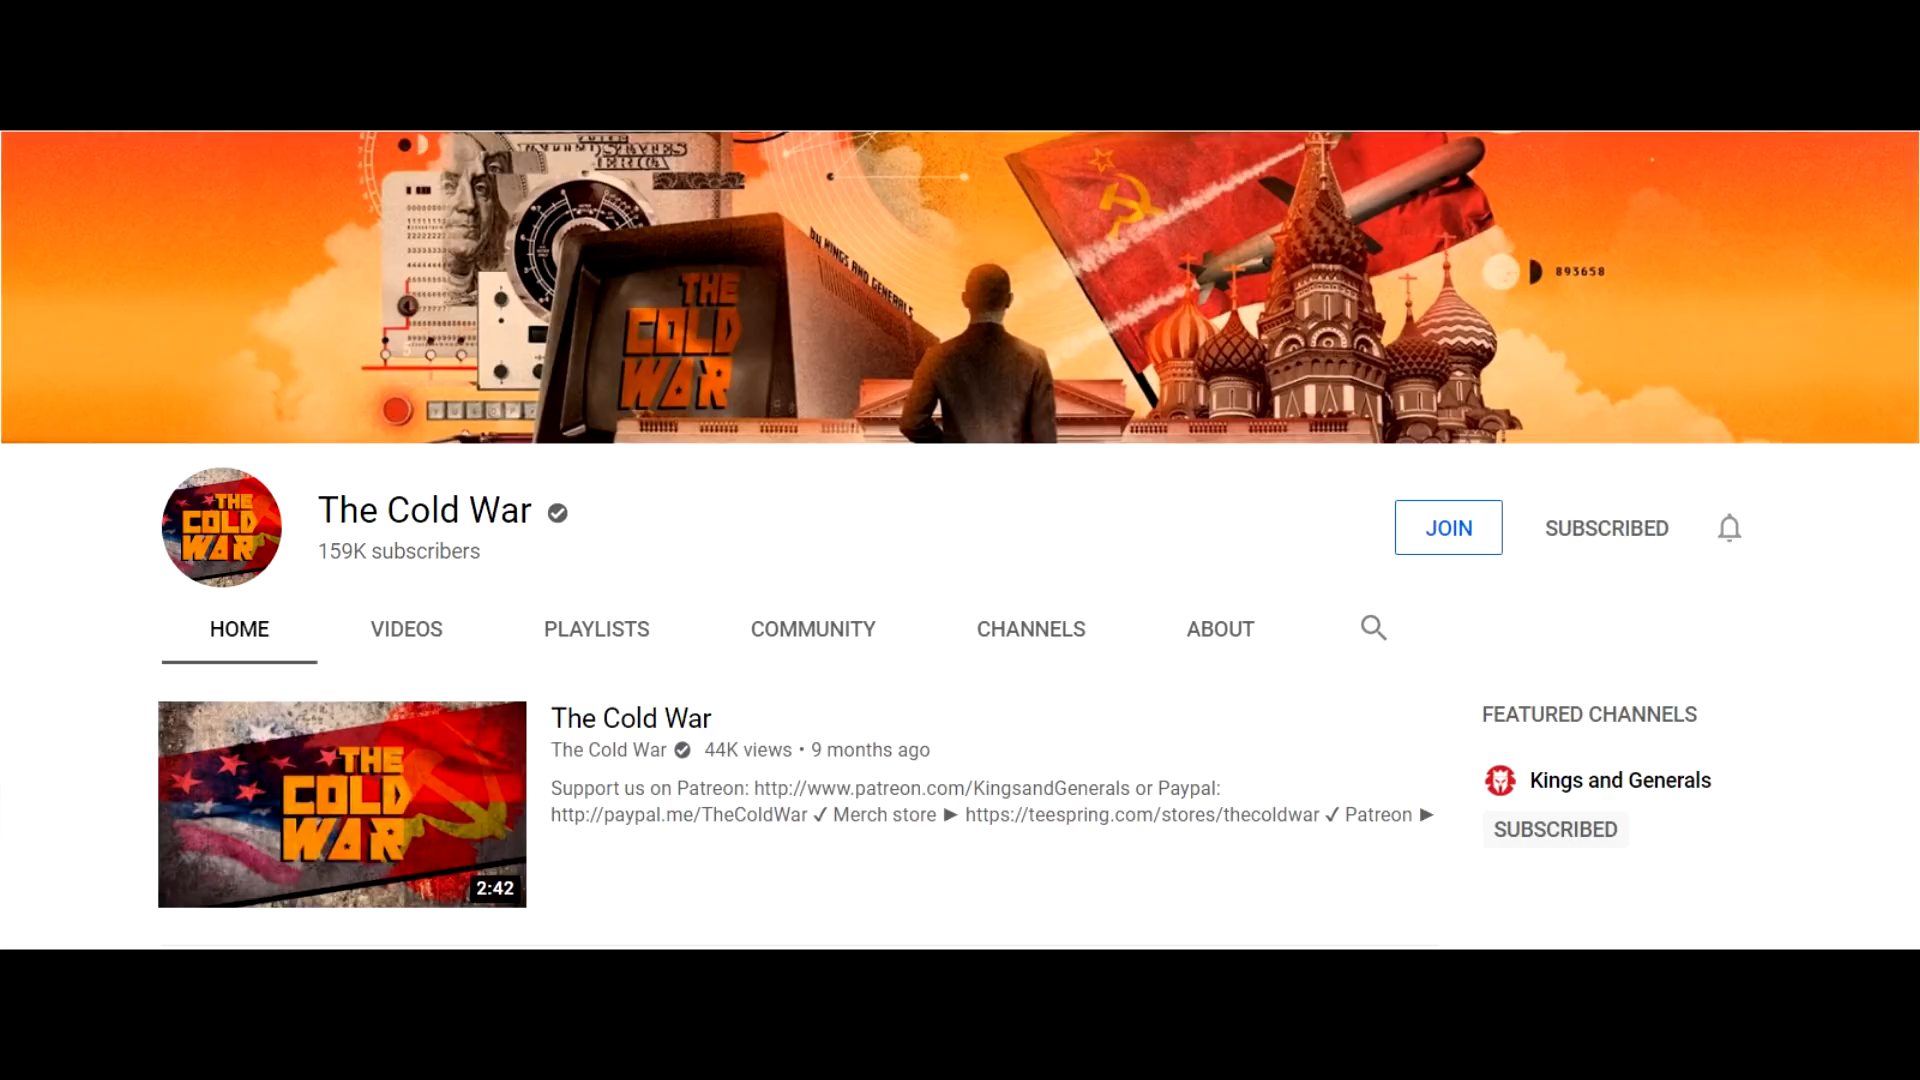 UNITED STATES
ERICA
BY KINGS AND GENERALS
THE
COLD
WAR
893658
THE
COLD
WAR
The Cold War
159K subscribers
JOIN
SUBSCRIBED
HOME
VIDEOS
PLAYLISTS
COMMUNITY
CHANNELS
ABOUT
THE
COLD
WAR
2:42
The Cold War
The Cold War 44K views • 9 months ago
Support us on Patreon: http://www.patreon.com/KingsandGenerals or Paypal:
http://paypal.me/TheColdWar ✓ Merch store ► https://teespring.com/stores/thecoldwar ✓ Patreon ►
FEATURED CHANNELS
Kings and Generals
SUBSCRIBED